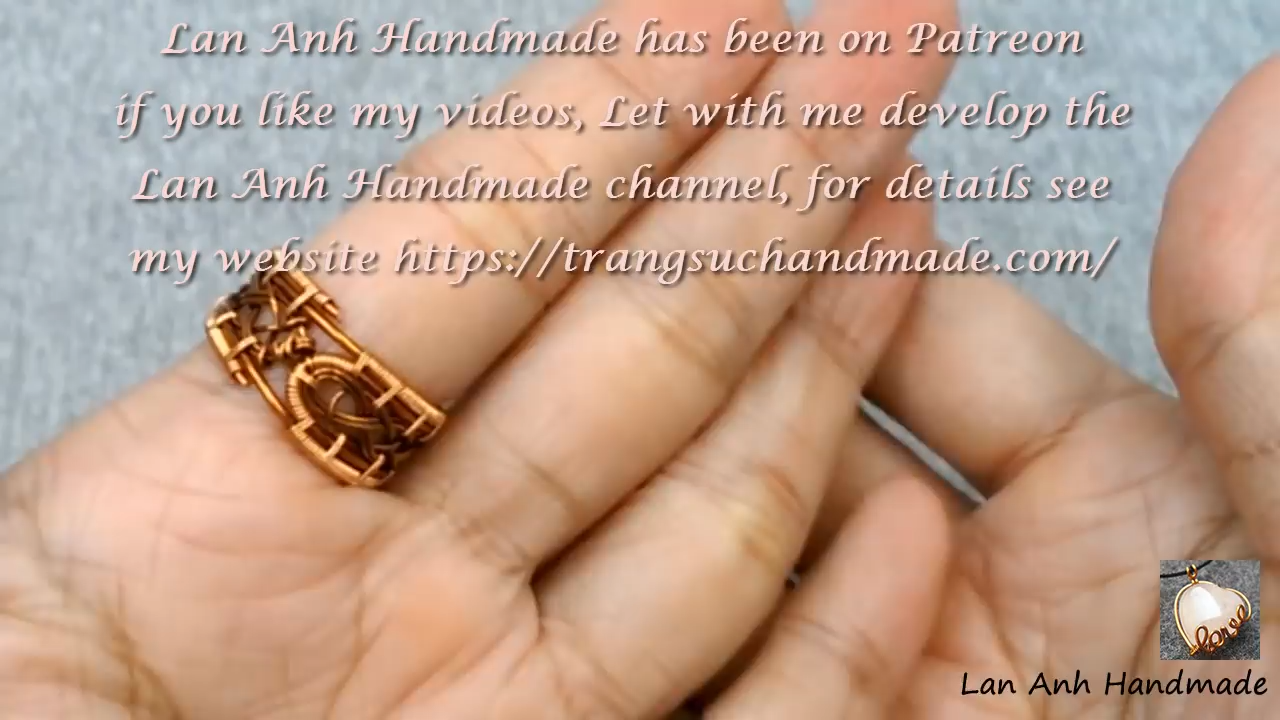 Lan Anh Handmade has been on Patreon
if you like my videos, Let with me develop the
Lan Anh Handmade channel, for details see
my website https://trangsuchandmade.com/
love
Lan Anh Handmade